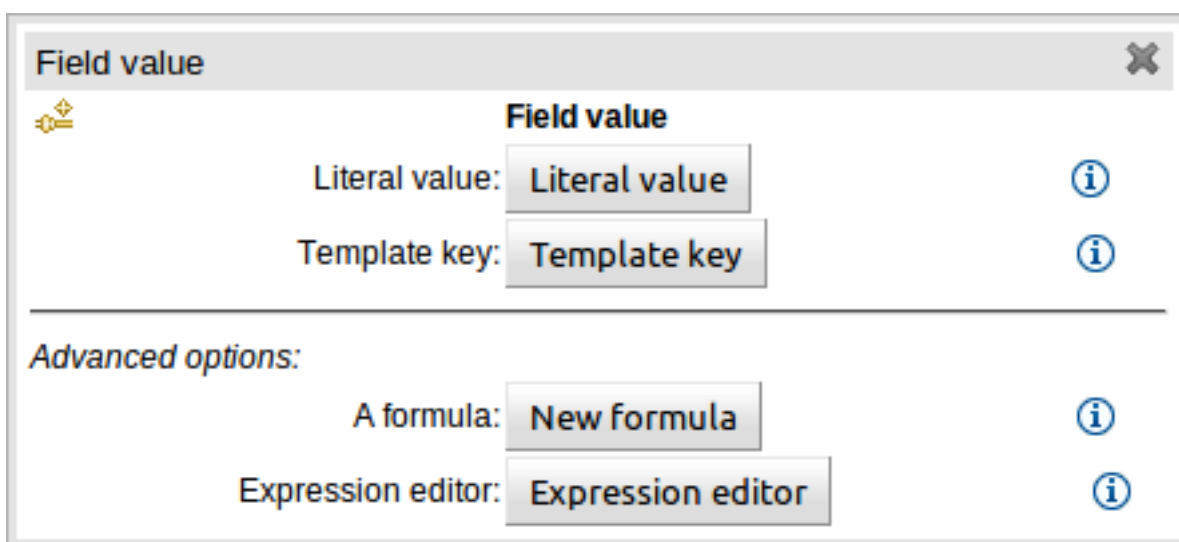 Field value
Field value
Literal value: Literal value
Template key: Template key
Advanced options:
A formula: New formula
Expression editor: Expression editor